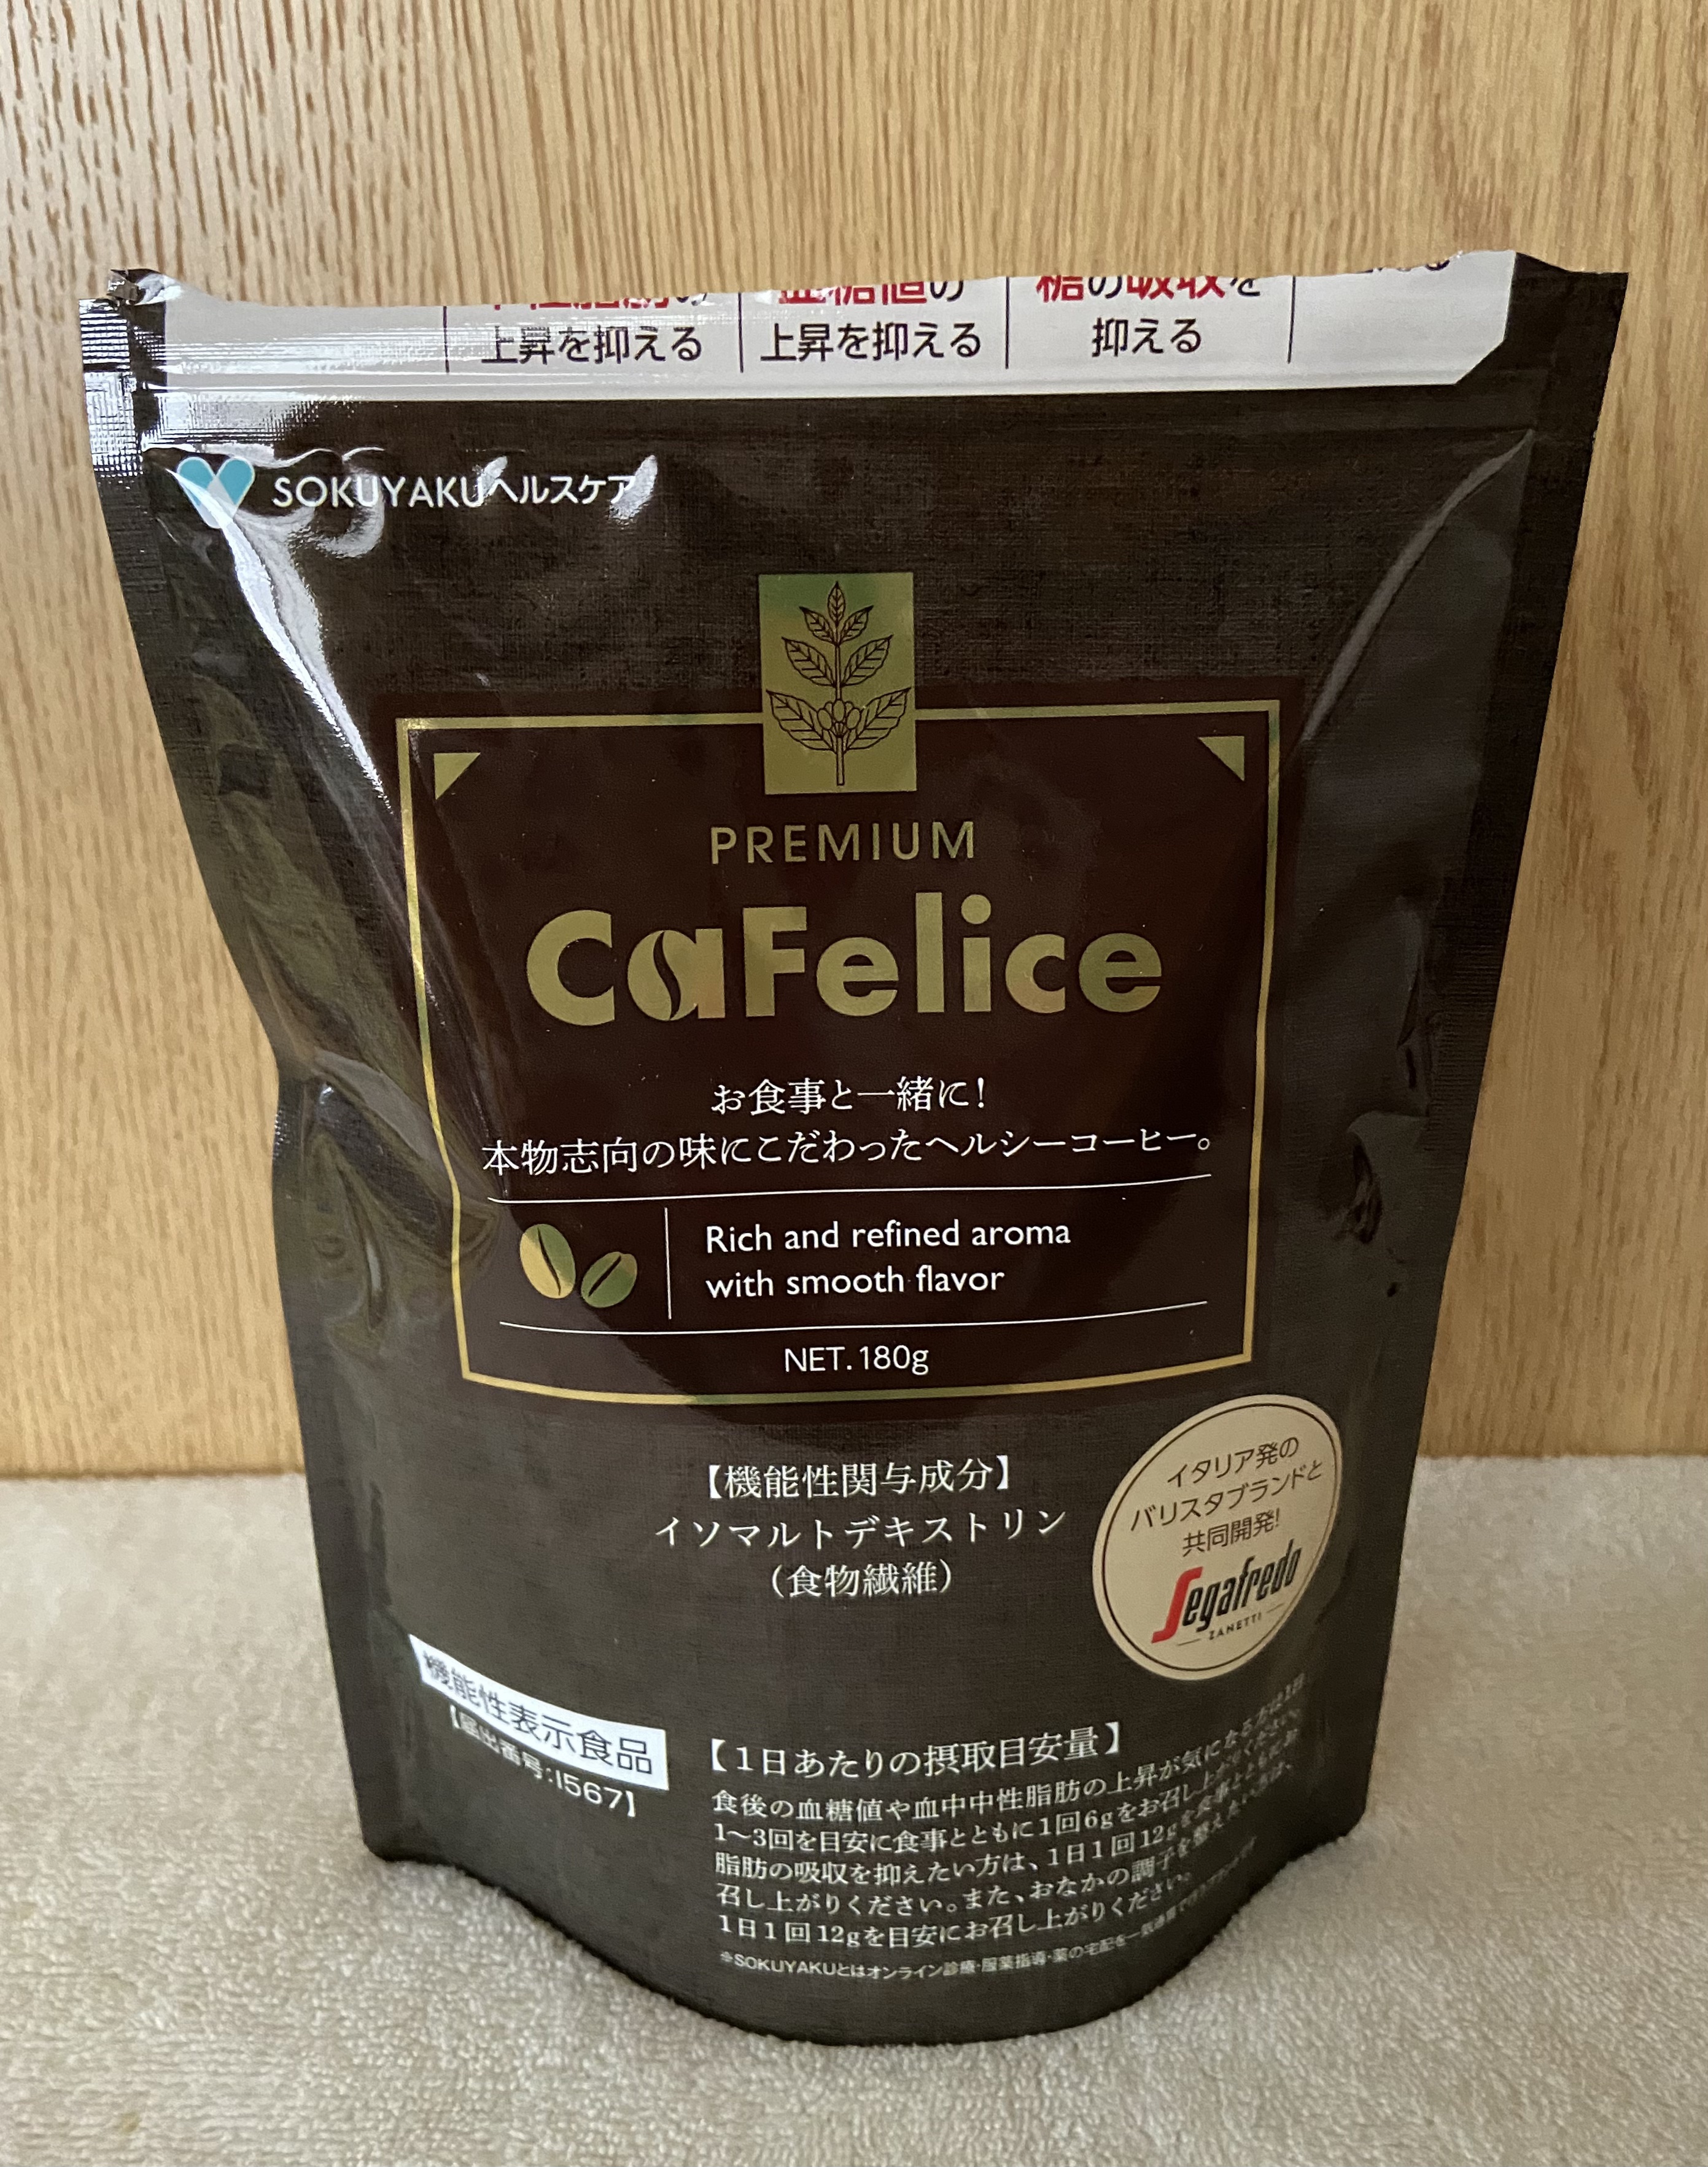 上昇を抑える
血糖値の
上昇を抑える
糖の吸収を
抑える
SOKUYAKUヘルスケア
PREMIUM
CaFelice
お食事と一緒に!
本物志向の味にこだわったヘルシーコーヒー。
Rich and refined aroma
with smooth flavor
NET. 180g
【機能性関与成分】
イソマルトデキストリン
(食物繊維)
イタリア発の
バリスタブランドと
共同開発!
Segafredo
ZANETTI
機能性表示食品
【届出番号:I567】
【1日あたりの摂取目安量】
食後の血糖値や血中中性脂肪の上昇が気になる方は1日
1〜3回を目安に食事とともに1回6gをお召し上がりください。
脂肪の吸収を抑えたい方は、1日1回12gを食事とともにお
召し上がりください。また、おなかの調子を整えたい方は、
1日1回12gを目安にお召し上がりください。
※SOKUYAKUとはオンライン診療・服薬指導・薬の宅配を一気通貫で